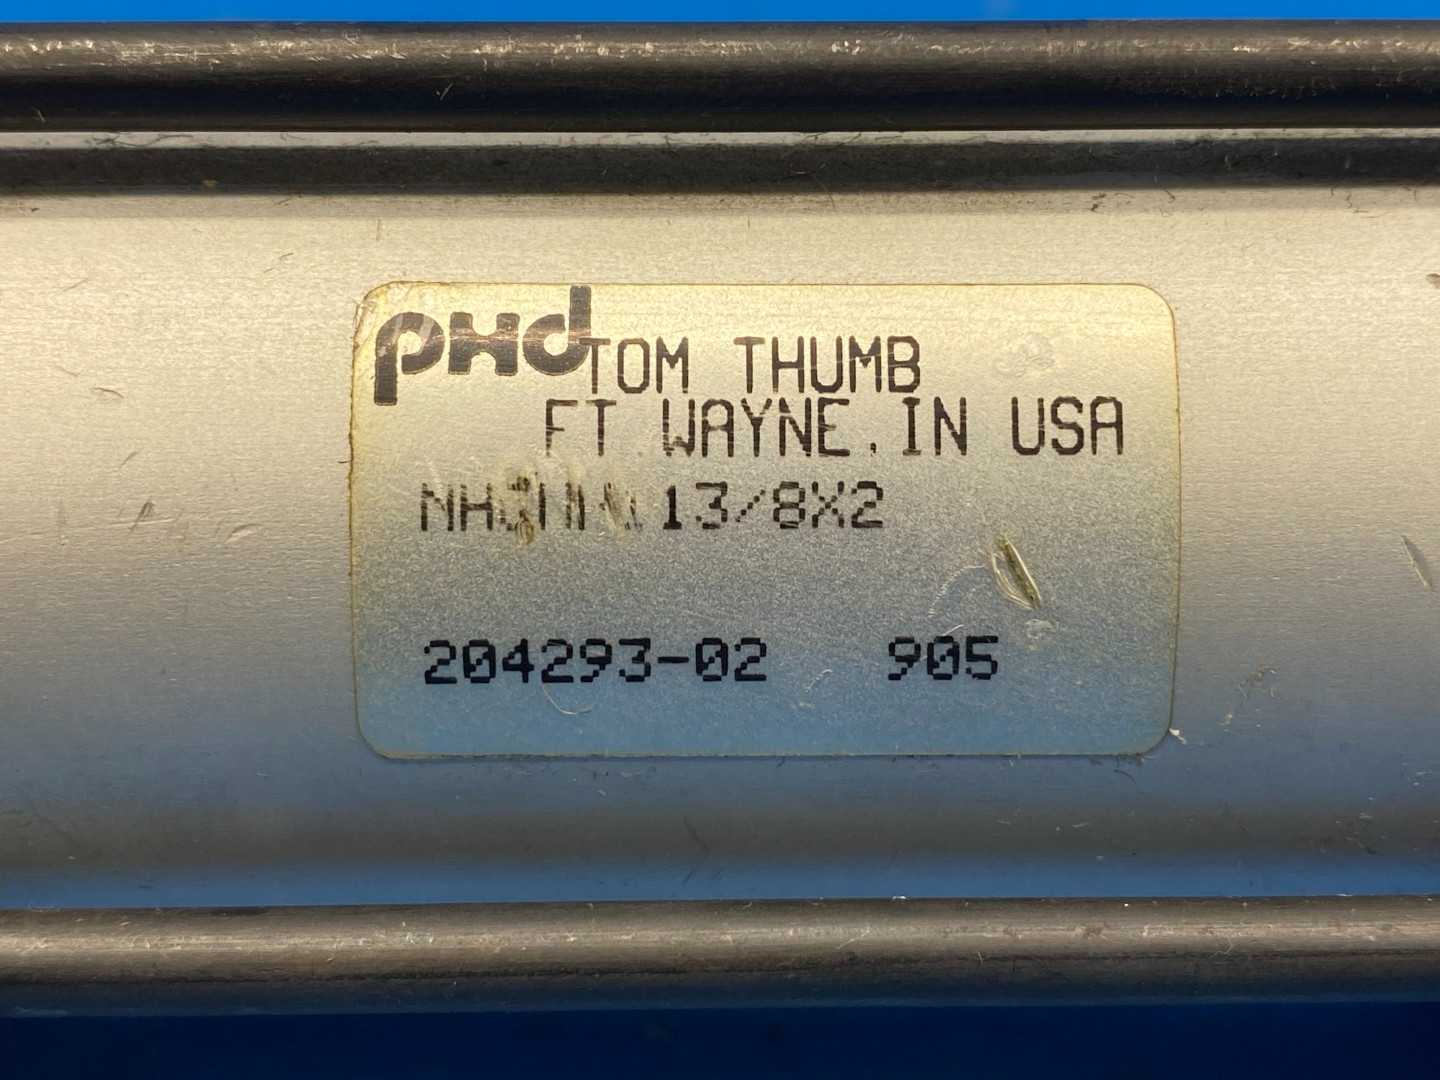 PHD TOM THUMB
FT. WAYNE, IN USA
13/8X2
204293-02 905